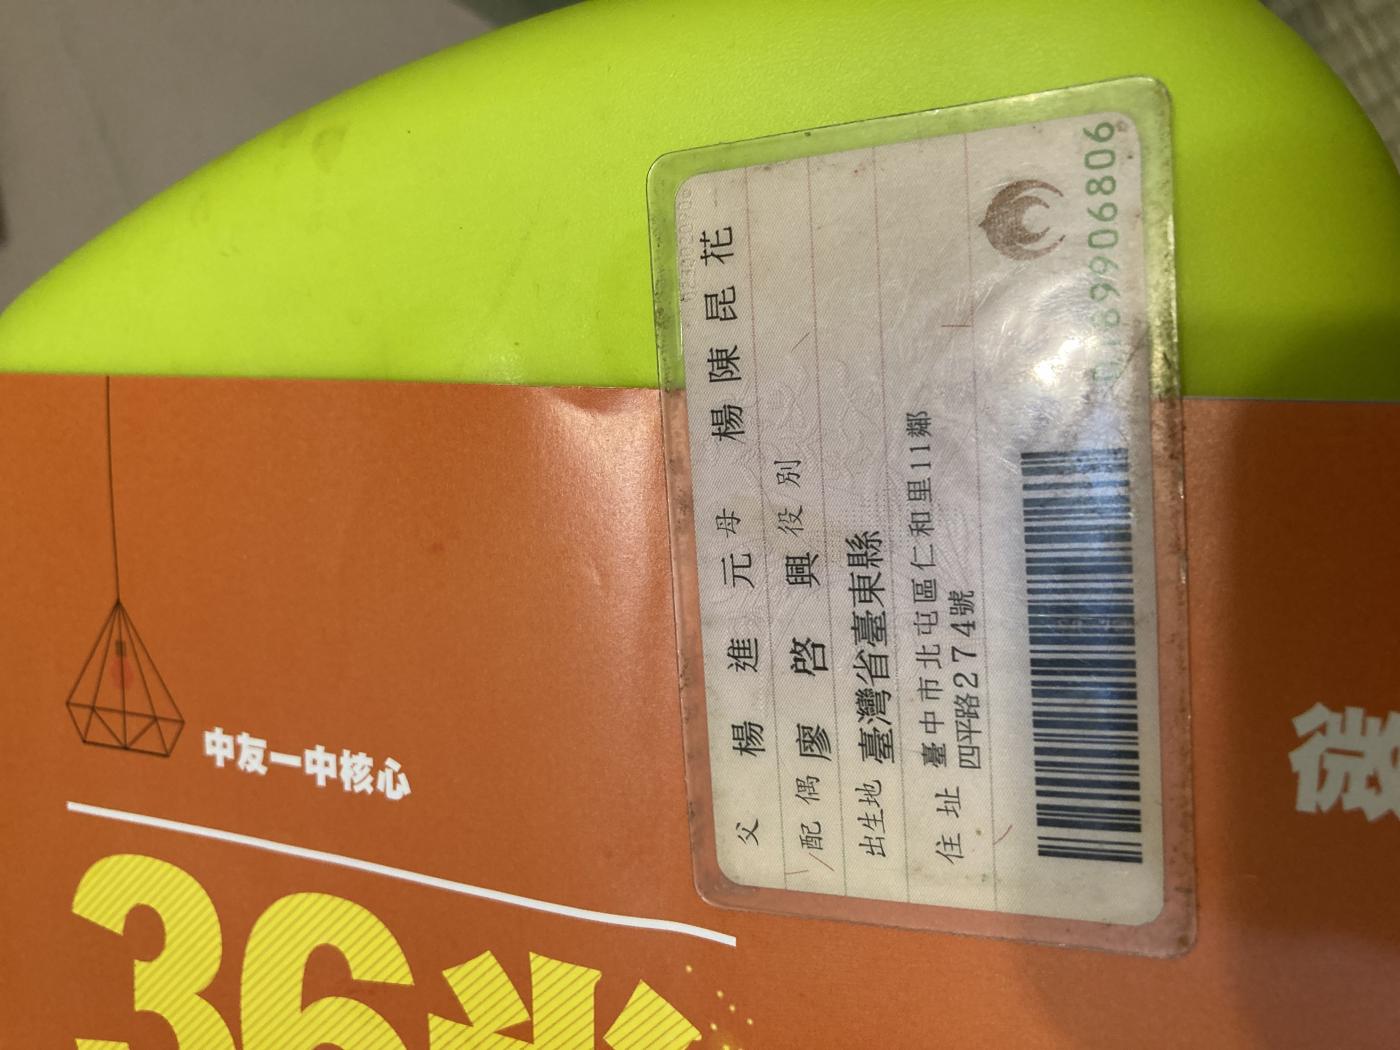 父 楊進元 母 楊陳昆花
配偶 廖啓興 役別
出生地 臺灣省臺東縣
住址 臺中市北屯區仁和里11鄰
四平路274號
中友一中核心
36